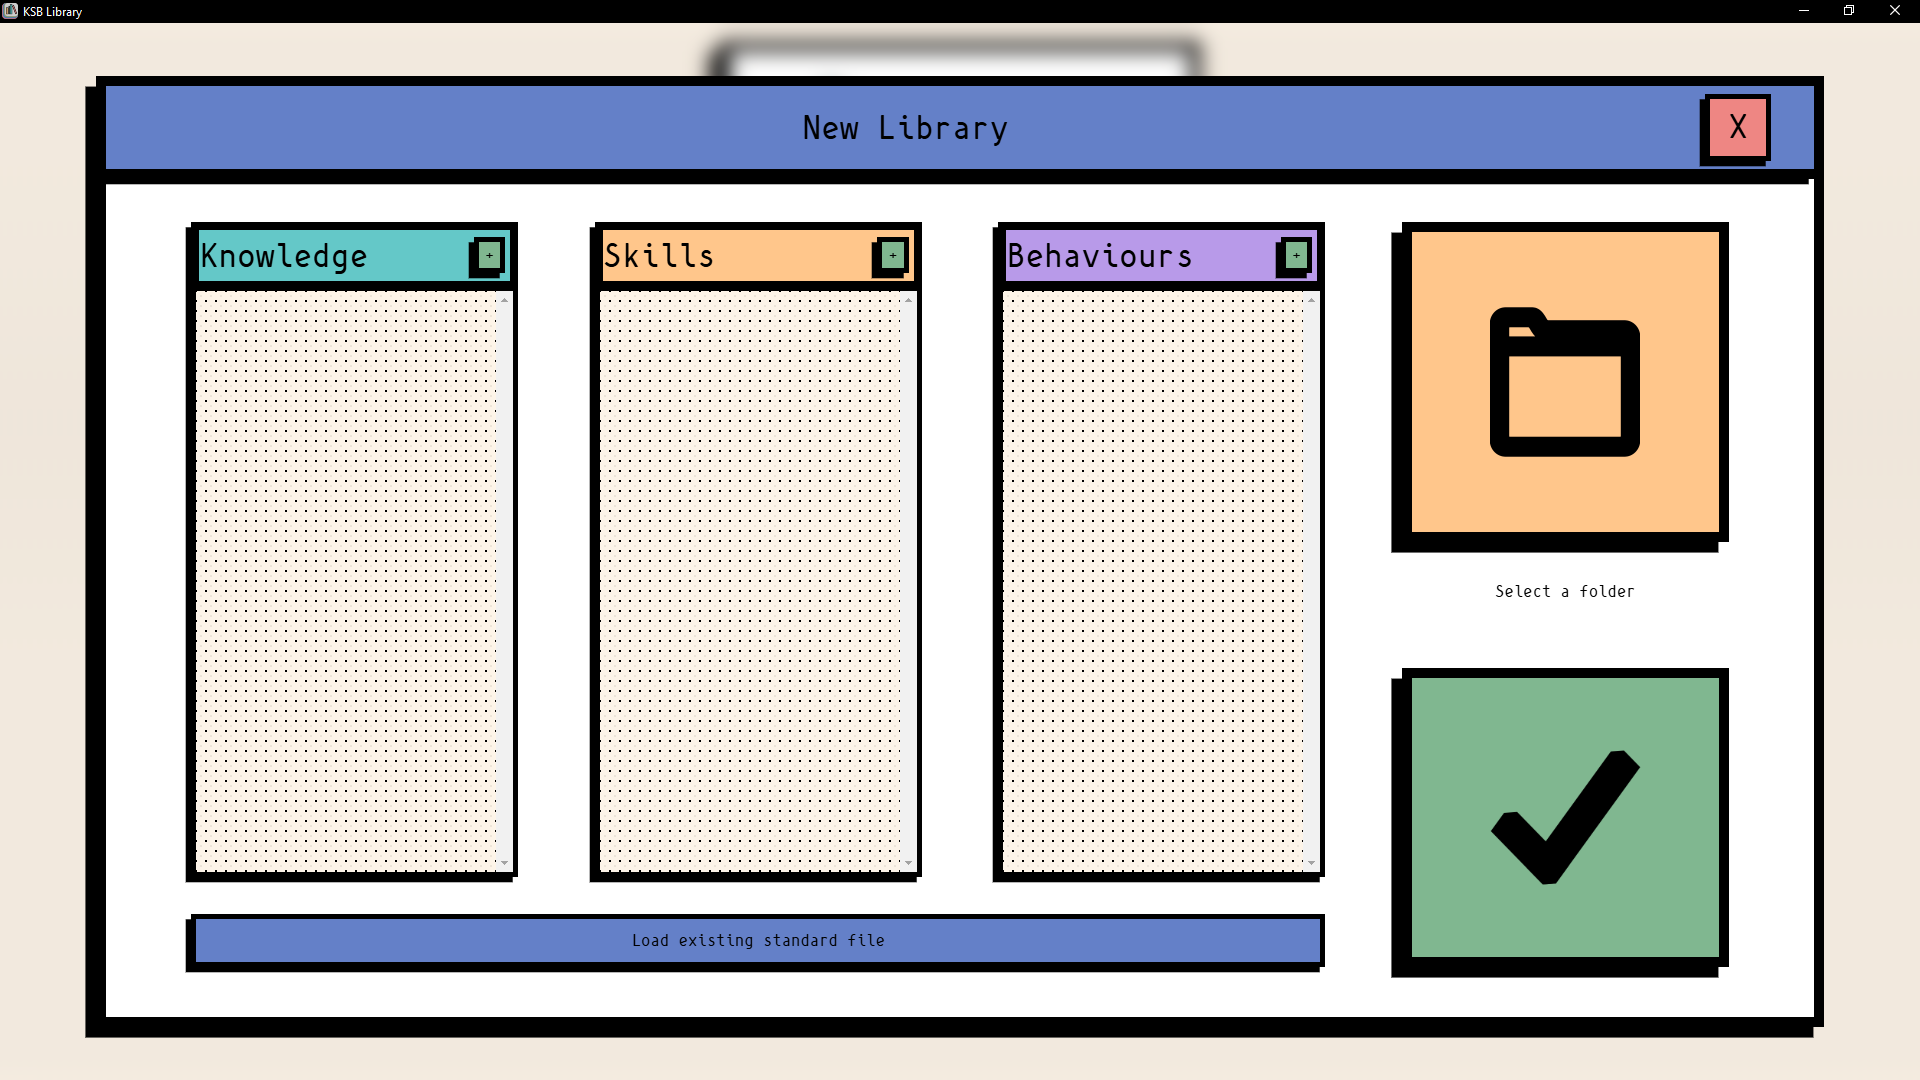 KSB Library
New Library
X
Knowledge
+
Skills
+
Behaviours
+
Select a folder
Load existing standard file